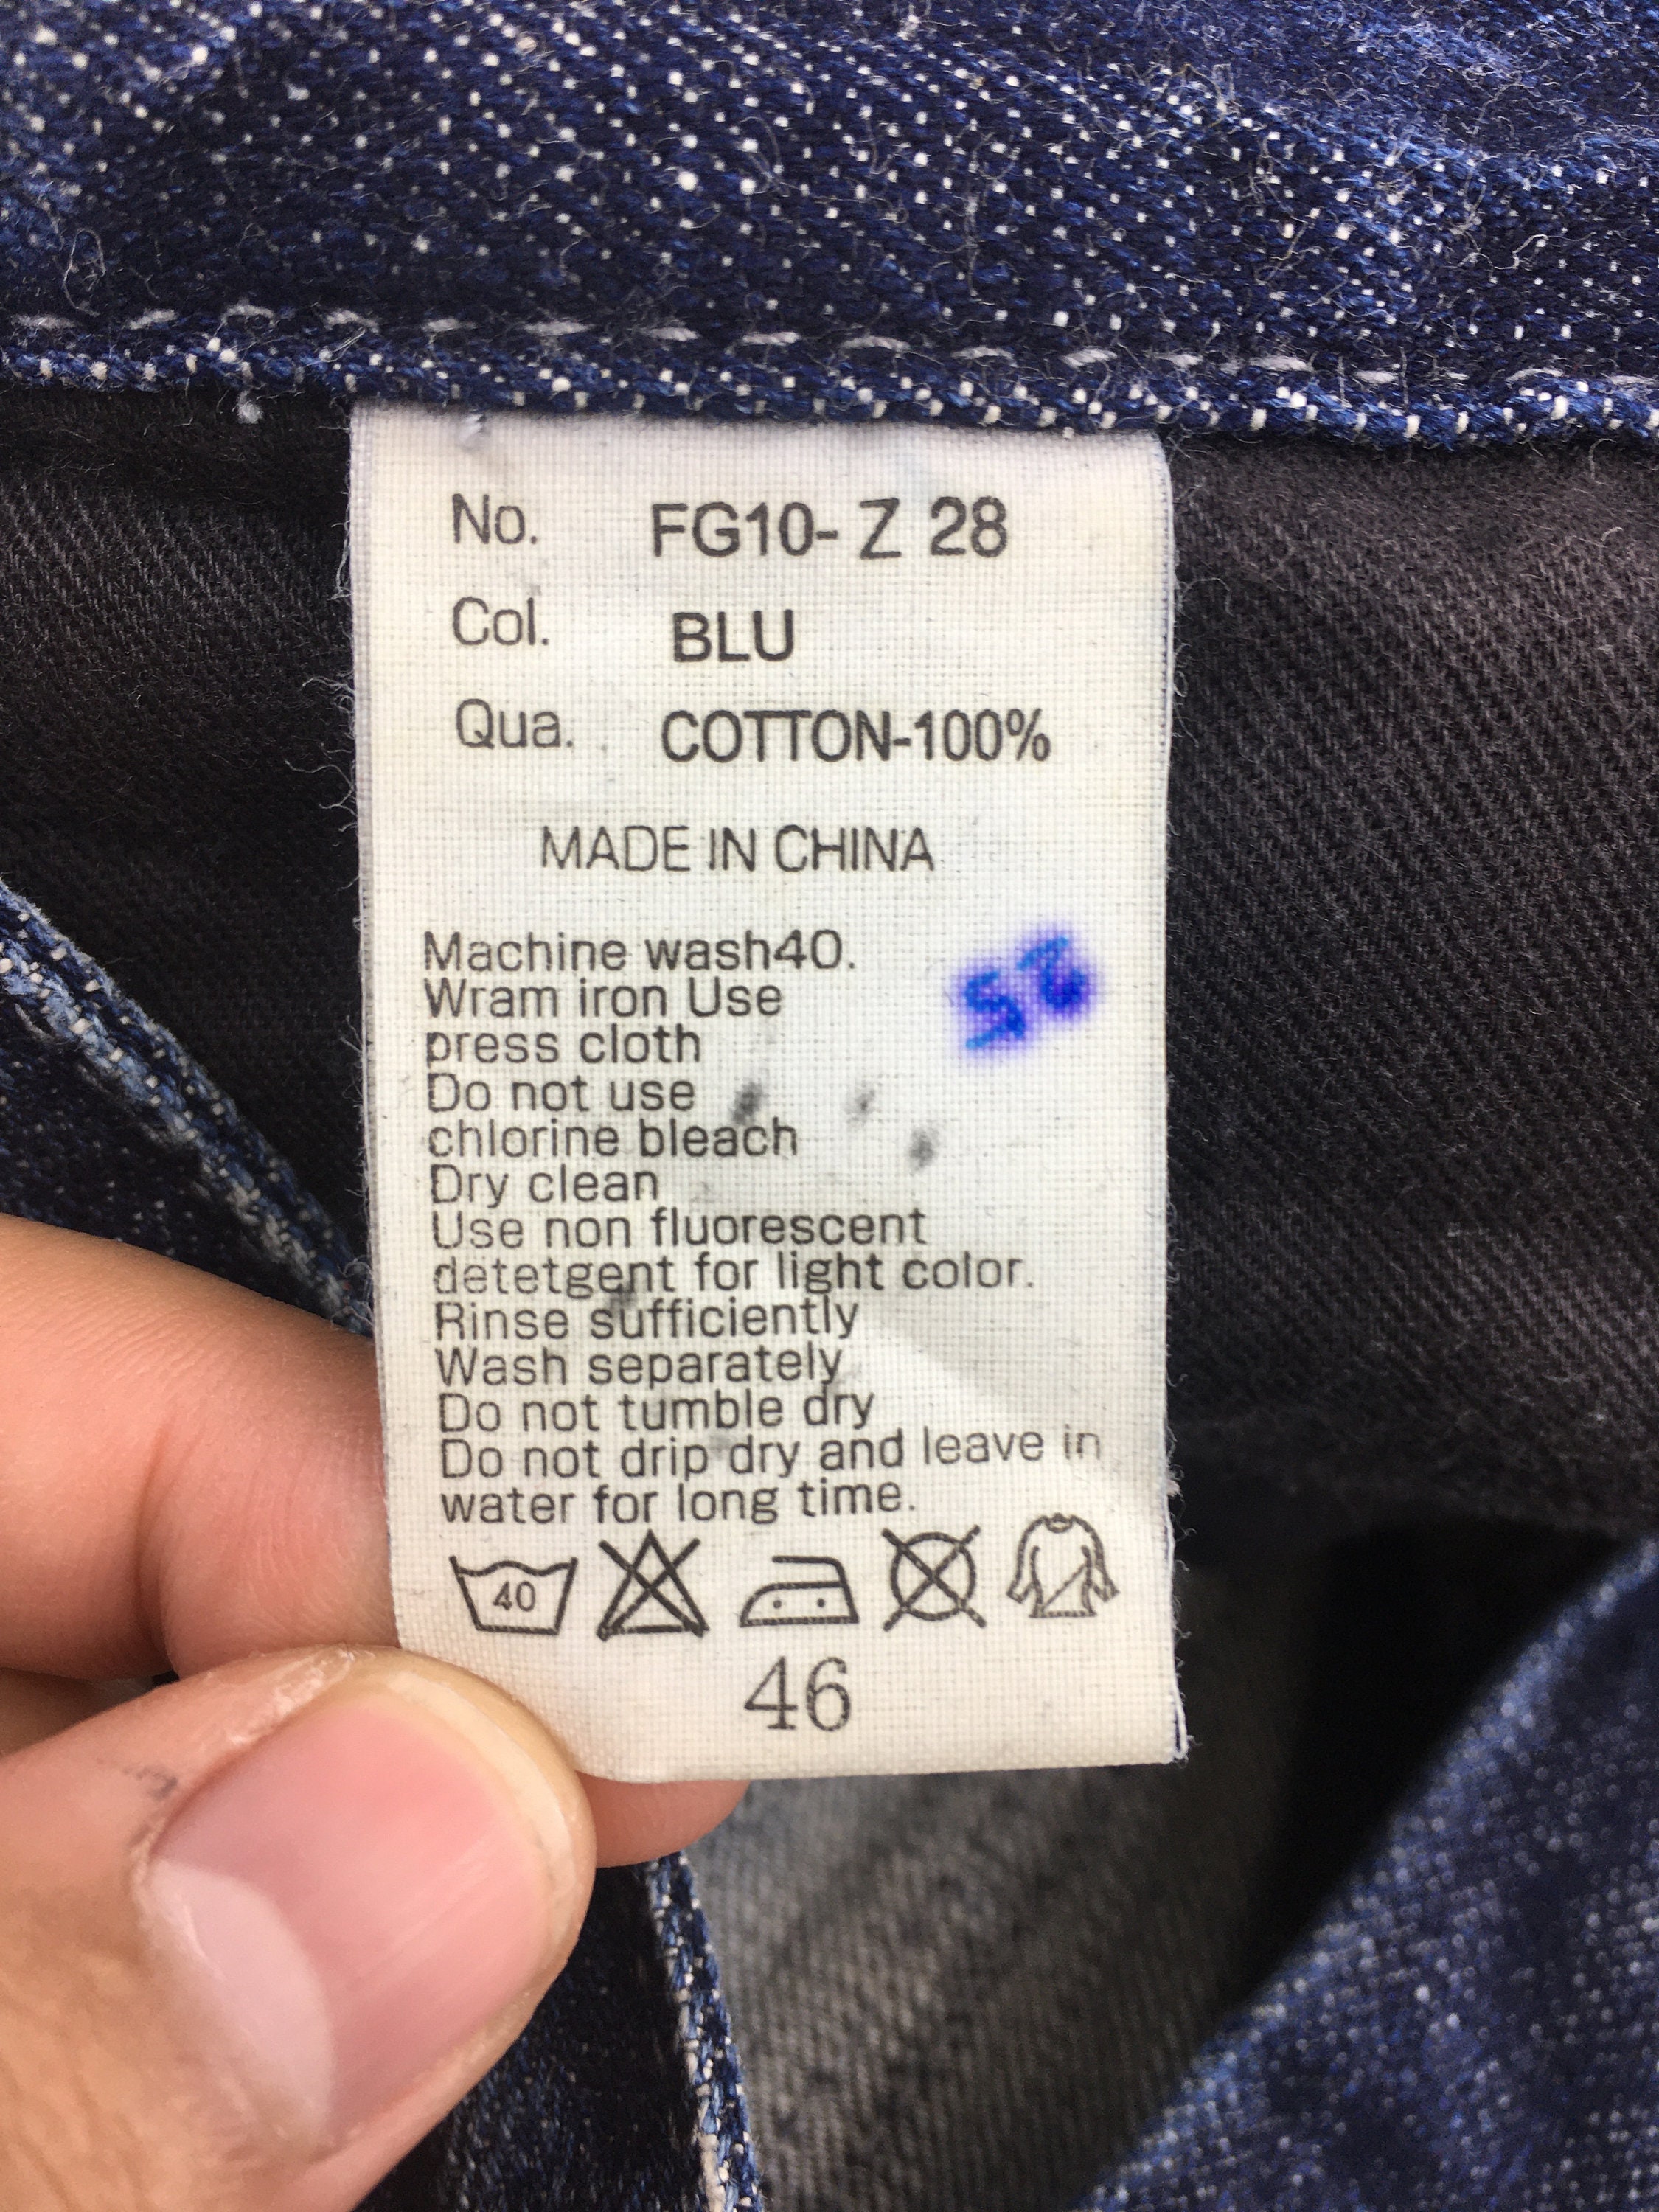 No. FG10- Z 28
Col. BLU
Qua. COTTON-100%
MADE IN CHINA
Machine wash40.
Wram iron Use
press cloth
Do not use
chlorine bleach
Dry clean
Use non fluorescent
detetgent for light color.
Rinse sufficiently
Wash separately
Do not tumble dry
Do not drip dry and leave in
water for long time.
40
46